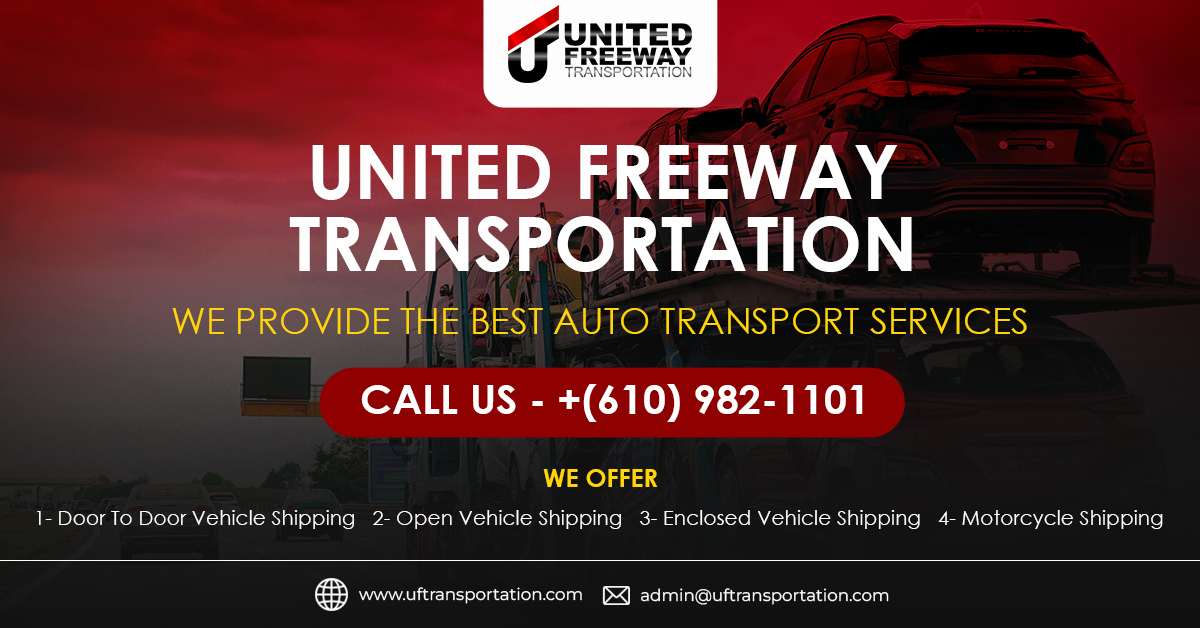 UNITED
FREEWAY
TRANSPORTATION
UNITED FREEWAY
TRANSPORTATION
WE PROVIDE THE BEST AUTO TRANSPORT SERVICES
CALL US - +(610) 982-1101
WE OFFER
1- Door To Door Vehicle Shipping 2- Open Vehicle Shipping 3- Enclosed Vehicle Shipping 4- Motorcycle Shipping
www.uftransportation.com admin@uftransportation.com